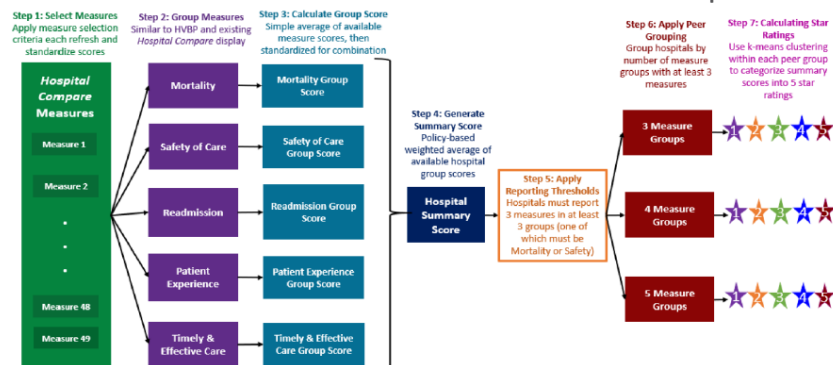 Step 1: Select Measures
Apply measure selection
criteria each refresh and
standardize scores
Hospital
Compare
Measures
Measure 1
Measure 2
Measure 48
Measure 49
Step 2: Group Measures
Similar to HVBP and existing
Hospital Compare display
Mortality
Safety of Care
Readmission
Patient
Experience
Timely &
Effective Care
Step 3: Calculate Group Score
Simple average of available
measure scores, then
standardized for combination
Mortality Group
Score
Safety of Care
Group Score
Readmission Group
Score
Patient Experience
Group Score
Timely & Effective
Care Group Score
Step 4: Generate
Summary Score
Policy-based
weighted average of
available hospital
group scores
Hospital
Summary
Score
Step 5: Apply
Reporting Thresholds
Hospitals must report
3 measures in at least
3 groups (one of
which must be
Mortality or Safety)
Step 6: Apply Peer
Grouping
Group hospitals by
number of measure
groups with at least 3
measures
3 Measure
Groups
4 Measure
Groups
5 Measure
Groups
Step 7: Calculating Star
Ratings
Use k-means clustering
within each peer group
to categorize summary
scores into 5 star
ratings
1 2 3 4 5
1 2 3 4 5
1 2 3 4 5